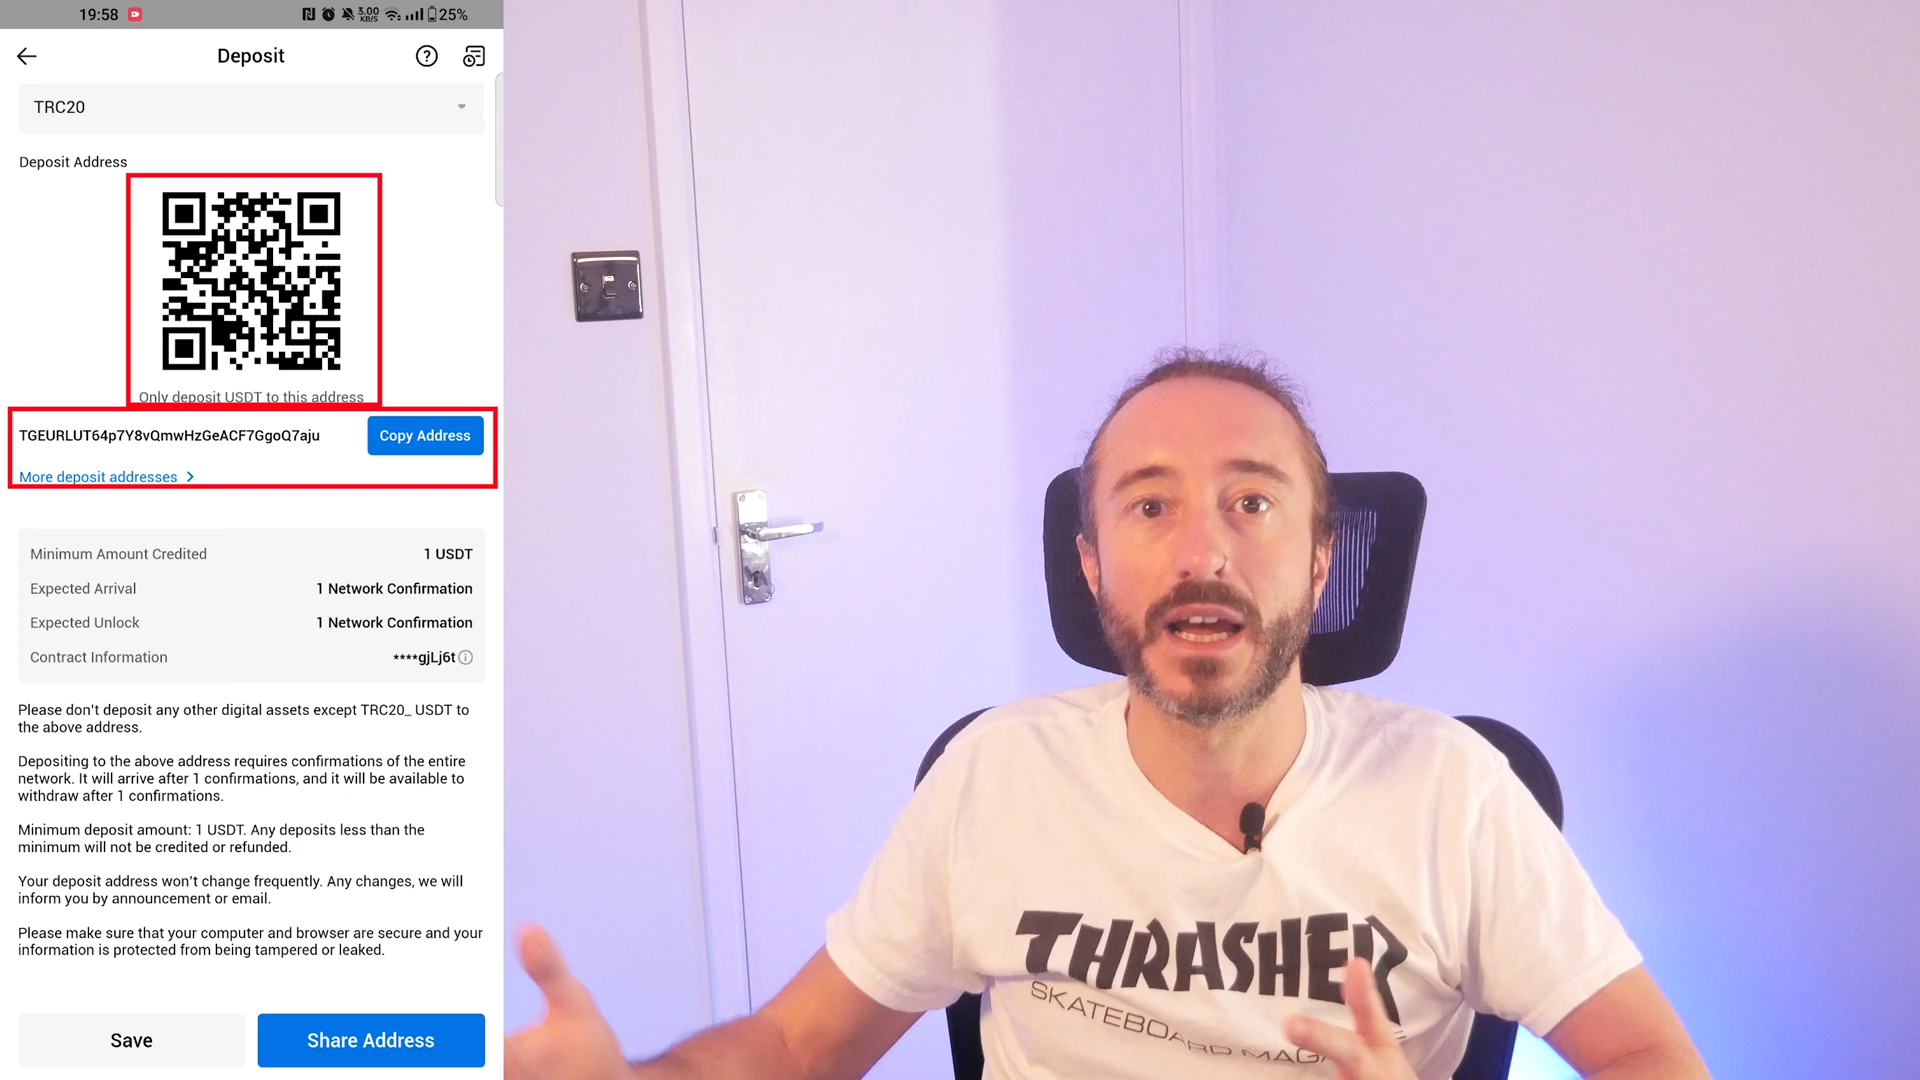 19:58
3.00
KB/S
25%
Deposit
TRC20
Deposit Address
Only deposit USDT to this address
TGEURLUT64p7Y8vQmwHzGeACF7GgoQ7aju
Copy Address
More deposit addresses
Minimum Amount Credited 1 USDT
Expected Arrival 1 Network Confirmation
Expected Unlock 1 Network Confirmation
Contract Information ****gjLj6t
Please don't deposit any other digital assets except TRC20_ USDT to
the above address.
Depositing to the above address requires confirmations of the entire
network. It will arrive after 1 confirmations, and it will be available to
withdraw after 1 confirmations.
Minimum deposit amount: 1 USDT. Any deposits less than the
minimum will not be credited or refunded.
Your deposit address won't change frequently. Any changes, we will
inform you by announcement or email.
Please make sure that your computer and browser are secure and your
information is protected from being tampered or leaked.
Save
Share Address
THRASHER
SKATEBOARD